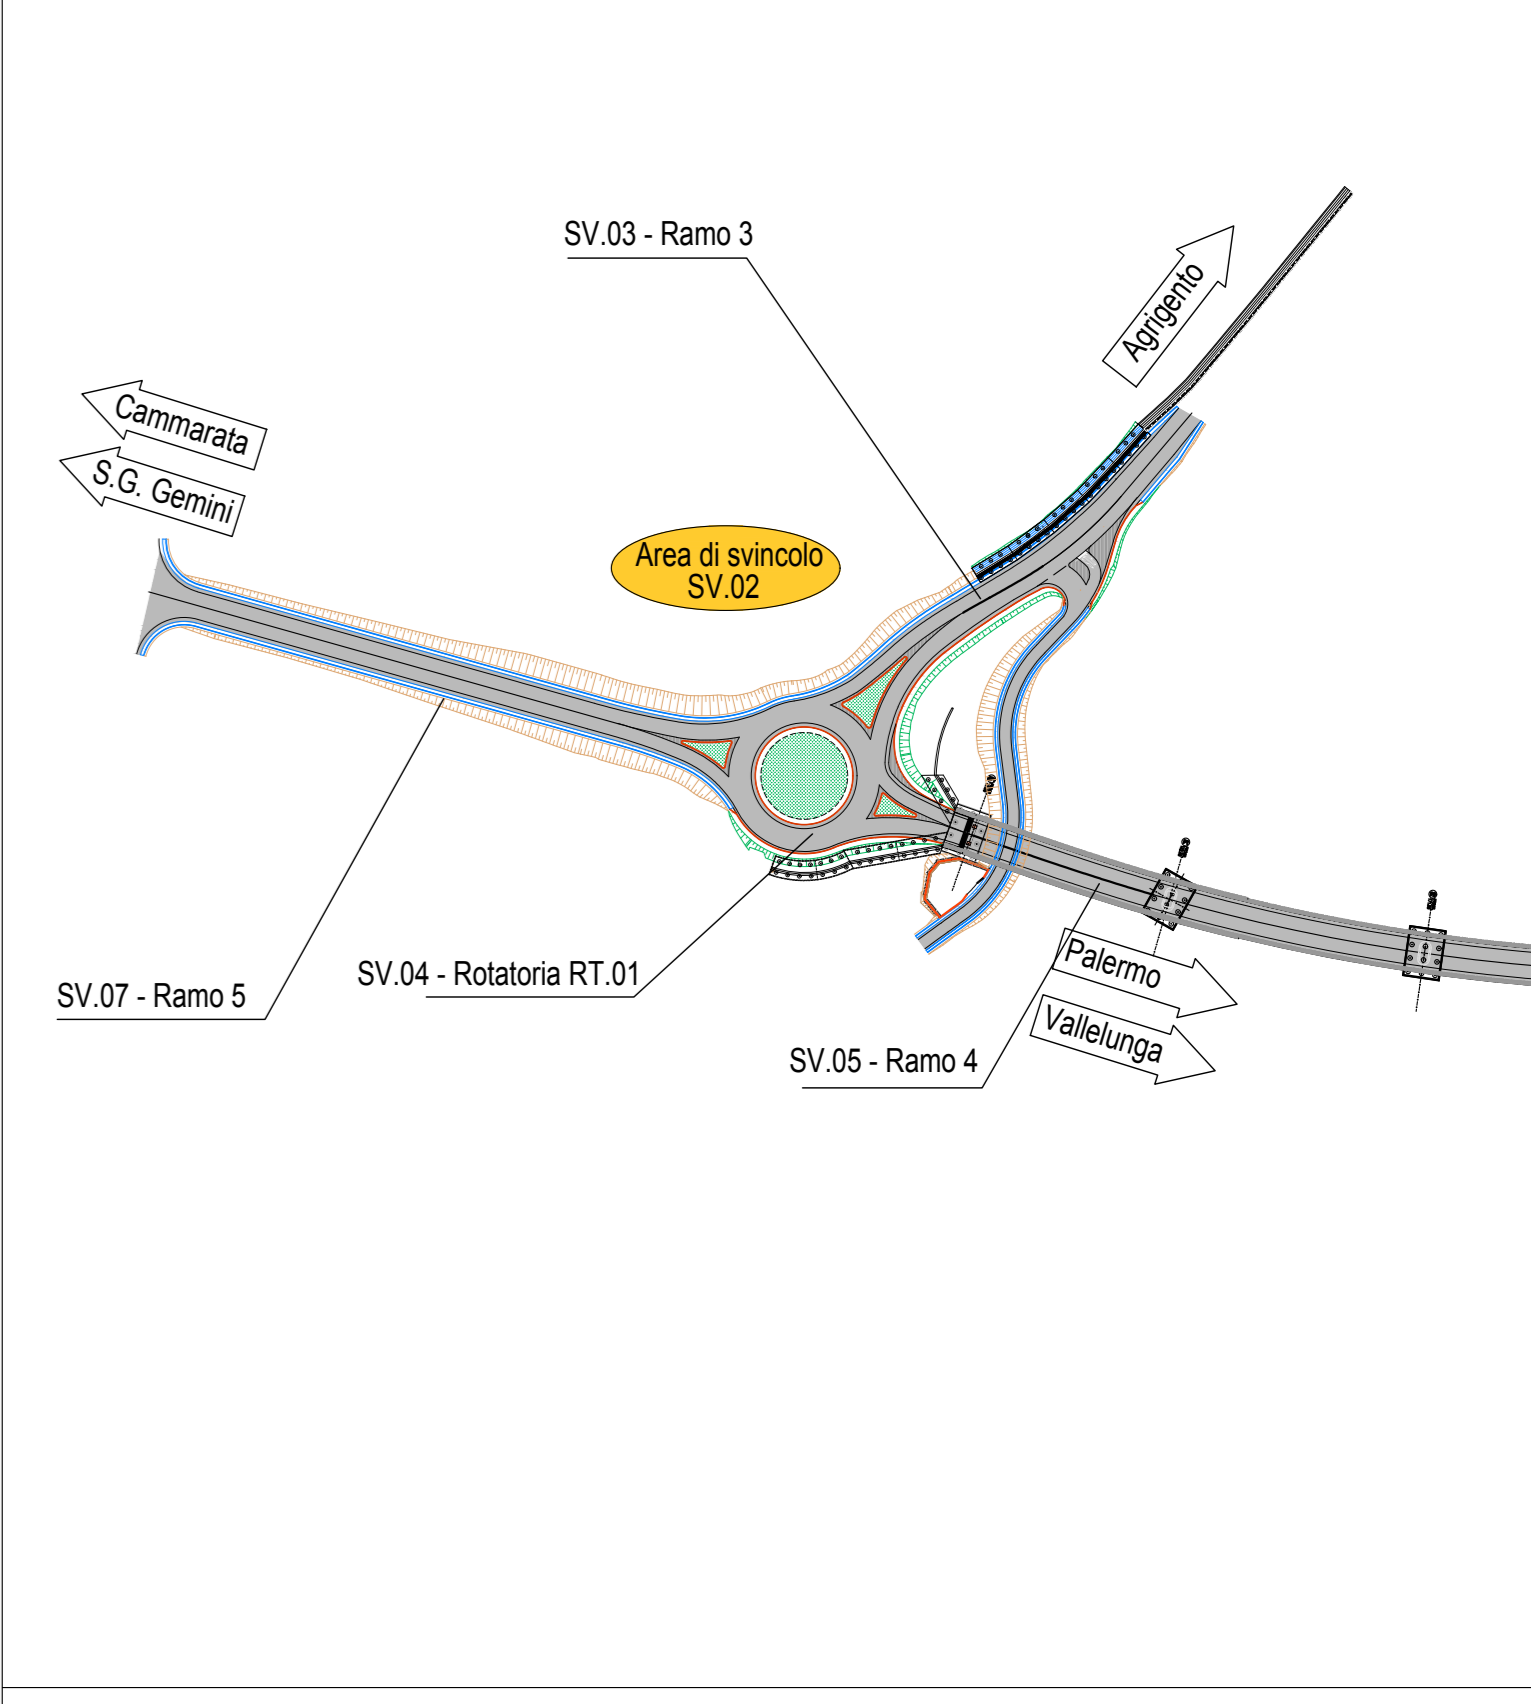 SV.03 - Ramo 3
Agrigento
Cammarata
S.G. Gemini
Area di svincolo
SV.02
SV.07 - Ramo 5
SV.04 - Rotatoria RT.01
Palermo
Vallelunga
SV.05 - Ramo 4